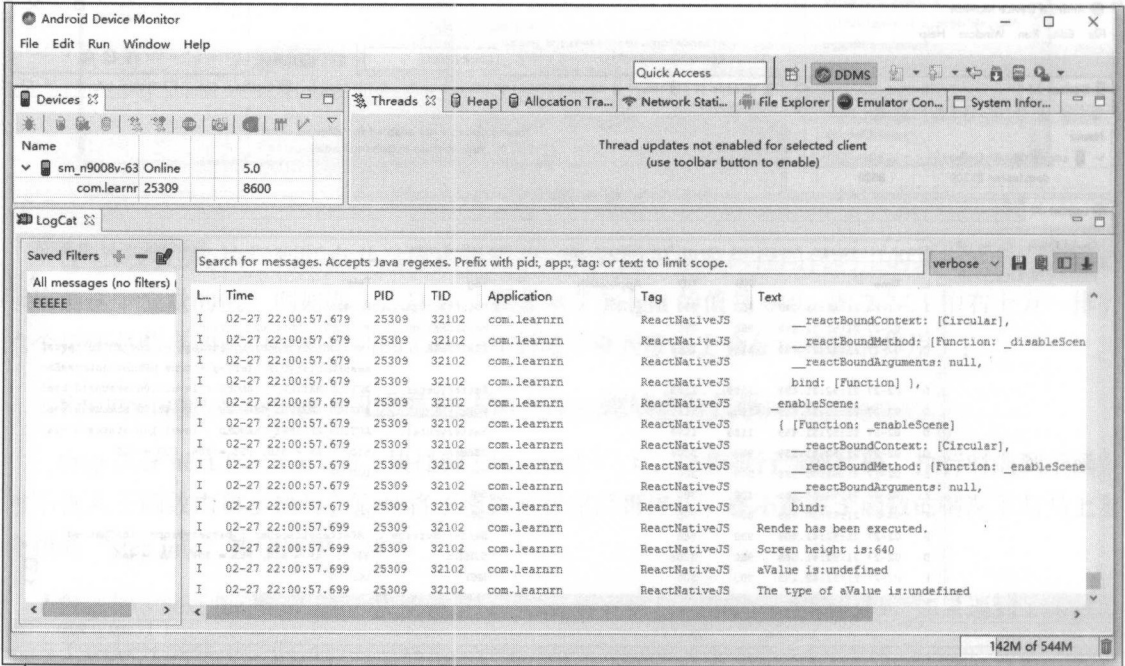 Android Device Monitor
File Edit Run Window Help
Quick Access
DDMS
Devices
Threads Heap Allocation Tra... Network Stati... File Explorer Emulator Con... System Infor...
Name
sm_n9008v-63 Online 5.0
com.learnr 25309 8600
Thread updates not enabled for selected client
(use toolbar button to enable)
LogCat
Saved Filters
All messages (no filters) (
EEEEE
Search for messages. Accepts Java regexes. Prefix with pid:, app:, tag: or text: to limit scope.
verbose
L... Time PID TID Application Tag Text
I 02-27 22:00:57.679 25309 32102 com.learnrn ReactNativeJS __reactBoundContext: [Circular],
I 02-27 22:00:57.679 25309 32102 com.learnrn ReactNativeJS __reactBoundMethod: [Function: _disableScen
I 02-27 22:00:57.679 25309 32102 com.learnrn ReactNativeJS __reactBoundArguments: null,
I 02-27 22:00:57.679 25309 32102 com.learnrn ReactNativeJS bind: [Function] },
I 02-27 22:00:57.679 25309 32102 com.learnrn ReactNativeJS _enableScene:
I 02-27 22:00:57.679 25309 32102 com.learnrn ReactNativeJS { [Function: _enableScene]
I 02-27 22:00:57.679 25309 32102 com.learnrn ReactNativeJS __reactBoundContext: [Circular],
I 02-27 22:00:57.679 25309 32102 com.learnrn ReactNativeJS __reactBoundMethod: [Function: _enableScene
I 02-27 22:00:57.679 25309 32102 com.learnrn ReactNativeJS __reactBoundArguments: null,
I 02-27 22:00:57.679 25309 32102 com.learnrn ReactNativeJS bind:
I 02-27 22:00:57.699 25309 32102 com.learnrn ReactNativeJS Render has been executed.
I 02-27 22:00:57.699 25309 32102 com.learnrn ReactNativeJS Screen height is:640
I 02-27 22:00:57.699 25309 32102 com.learnrn ReactNativeJS aValue is:undefined
I 02-27 22:00:57.699 25309 32102 com.learnrn ReactNativeJS The type of aValue is:undefined
142M of 544M